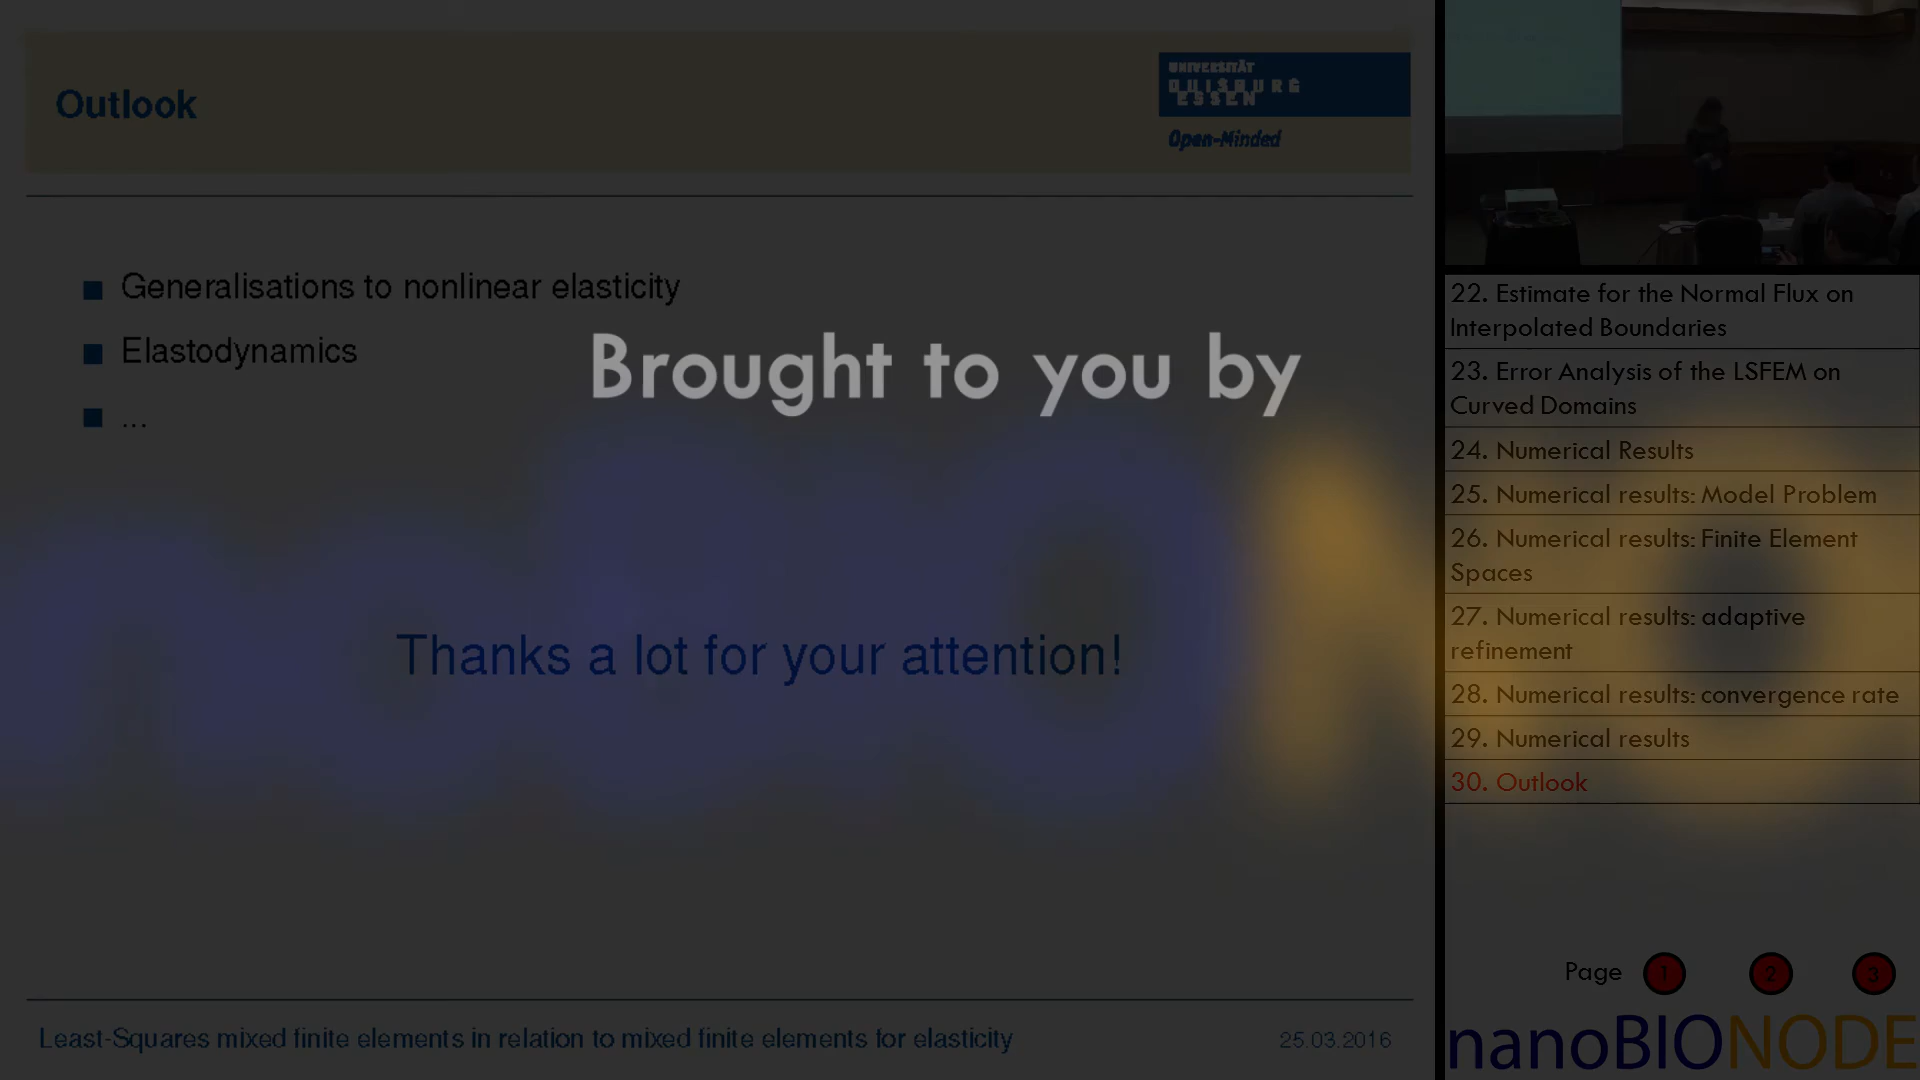 Outlook
UNIVERSITÄT
DUISBURG
ESSEN
Open-Minded
Generalisations to nonlinear elasticity
Elastodynamics
...
Brought to you by
Thanks a lot for your attention!
Least-Squares mixed finite elements in relation to mixed finite elements for elasticity
25.03.2016
22. Estimate for the Normal Flux on
Interpolated Boundaries
23. Error Analysis of the LSFEM on
Curved Domains
24. Numerical Results
25. Numerical results: Model Problem
26. Numerical results: Finite Element
Spaces
27. Numerical results: adaptive
refinement
28. Numerical results: convergence rate
29. Numerical results
30. Outlook
Page 1 2 3
nanoBIONODE